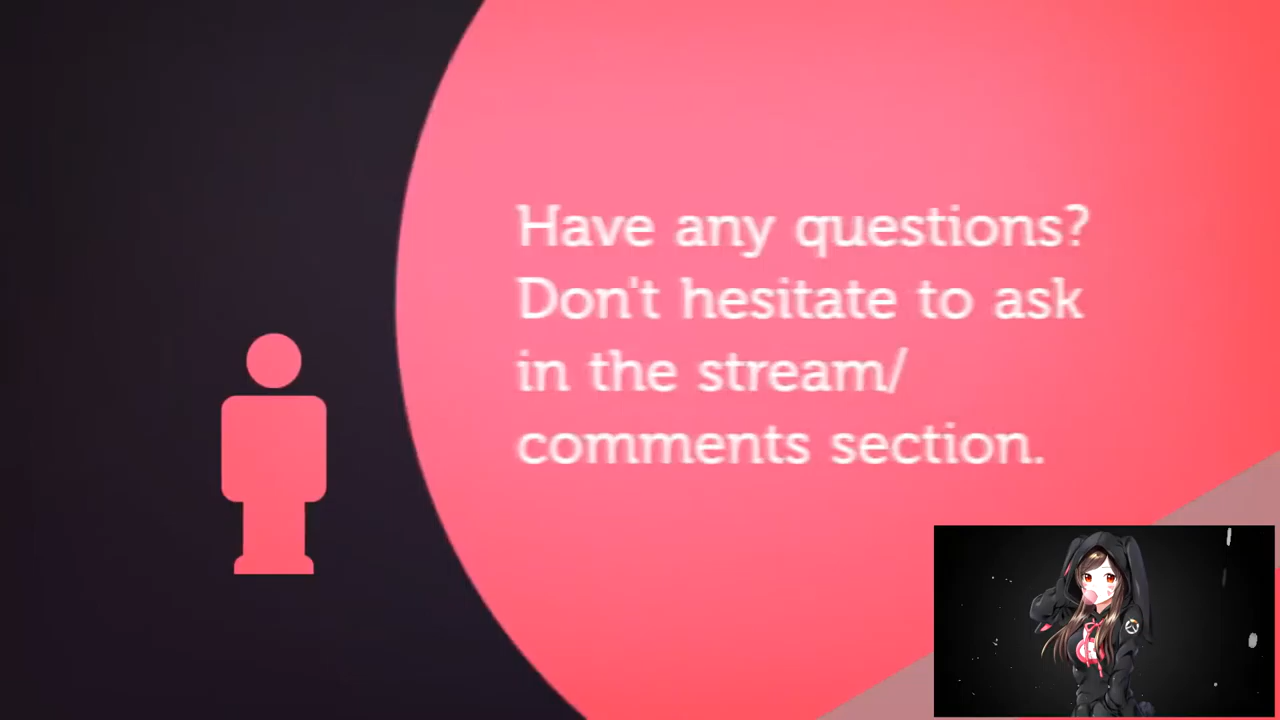 Have any questions?
Don't hesitate to ask
in the stream/
comments section.